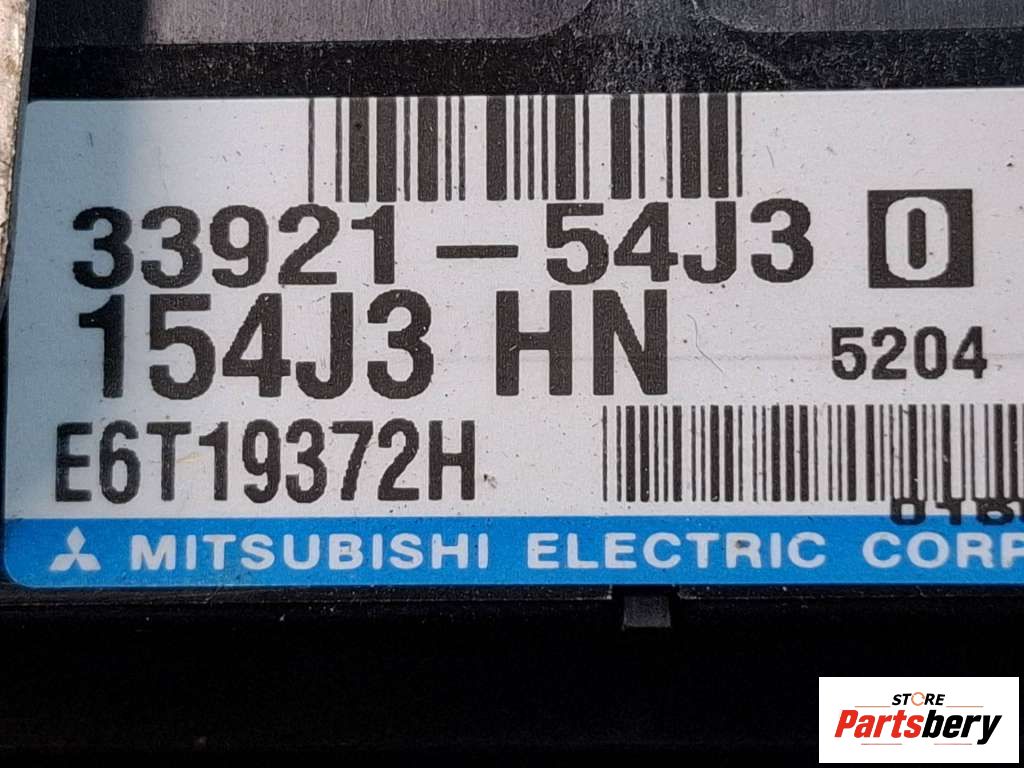 33921-54J3 0
154J3 HN 5204
E6T19372H
MITSUBISHI ELECTRIC CORP
STORE
Partsbery